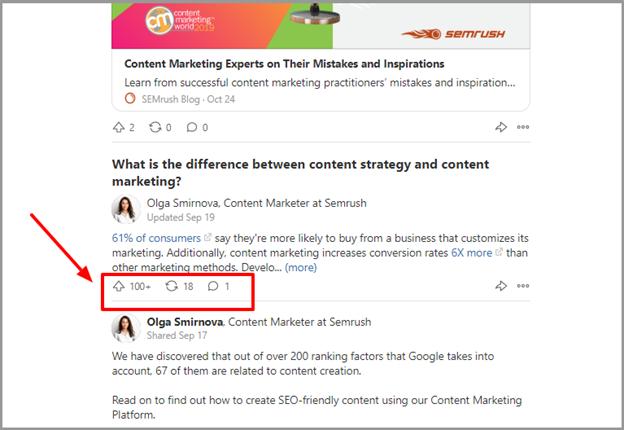 content
marketing
world 2019
semrush
Content Marketing Experts on Their Mistakes and Inspirations
Learn from successful content marketing practitioners' mistakes and inspiration...
SEMrush Blog · Oct 24
2 0 0
What is the difference between content strategy and content
marketing?
Olga Smirnova, Content Marketer at Semrush
Updated Sep 19
61% of consumers say they're more likely to buy from a business that customizes its
marketing. Additionally, content marketing increases conversion rates 6X more than
other marketing methods. Develo... (more)
100+ 18 1
Olga Smirnova, Content Marketer at Semrush
Shared Sep 17
We have discovered that out of over 200 ranking factors that Google takes into
account, 67 of them are related to content creation.
Read on to find out how to create SEO-friendly content using our Content Marketing
Platform.